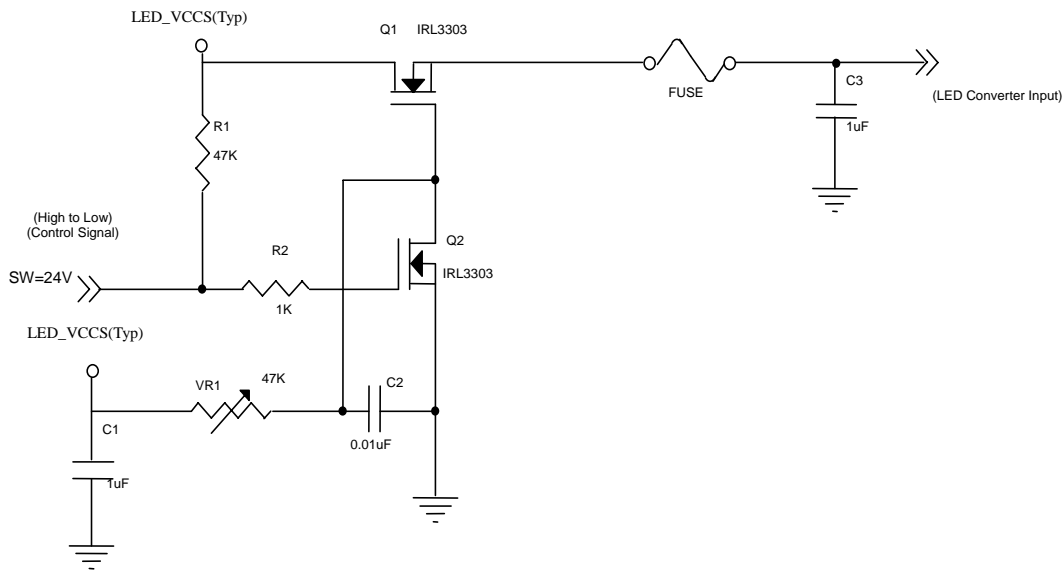 LED_VCCS(Typ)
Q1 IRL3303
FUSE
C3
(LED Converter Input)
1uF
R1
47K
(High to Low)
(Control Signal)
SW=24V
R2
1K
Q2
IRL3303
LED_VCCS(Typ)
VR1
47K
C2
0.01uF
C1
1uF